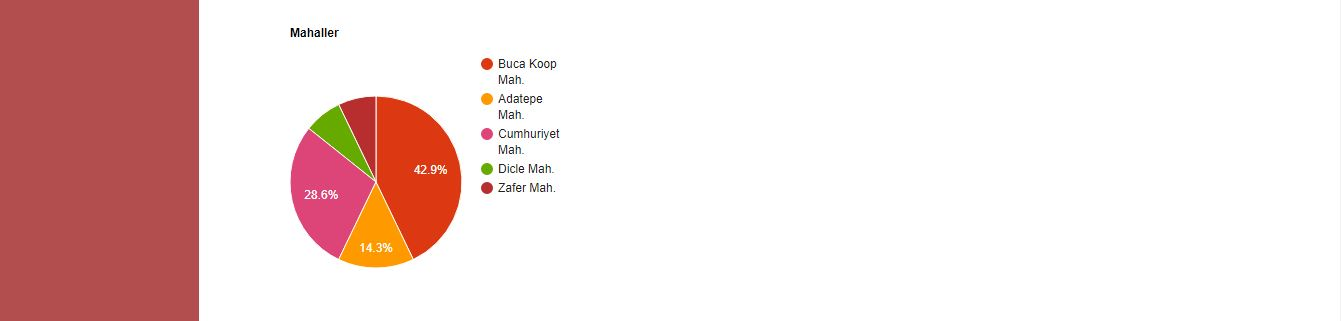 Mahaller
Buca Koop
Mah.
Adatepe
Mah.
Cumhuriyet
Mah.
Dicle Mah.
Zafer Mah.
42.9%
28.6%
14.3%